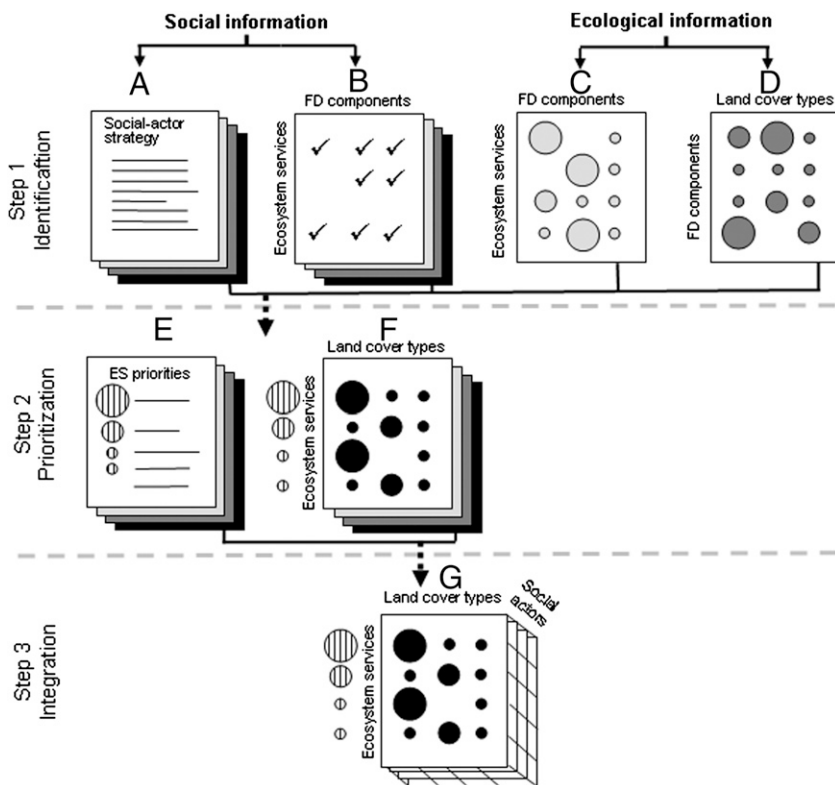 Social information
Ecological information
A
B
C
D
Step 1
Identificaftion
Social-actor
strategy
FD components
Ecosystem services
FD components
Ecosystem services
Land cover types
FD components
E
F
Step 2
Prioritization
ES priorities
Land cover types
Ecosystem services
G
Step 3
Integration
Land cover types
Social
actors
Ecosystem services